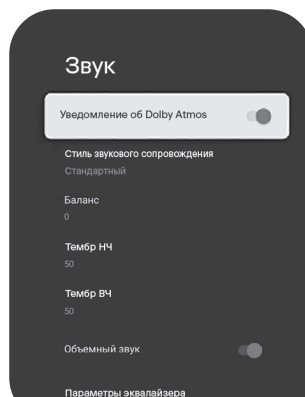 Звук
Уведомление об Dolby Atmos
Стиль звукового сопровождения
Стандартный
Баланс
0
Тембр НЧ
50
Тембр ВЧ
50
Объемный звук
Параметры эквалайзера